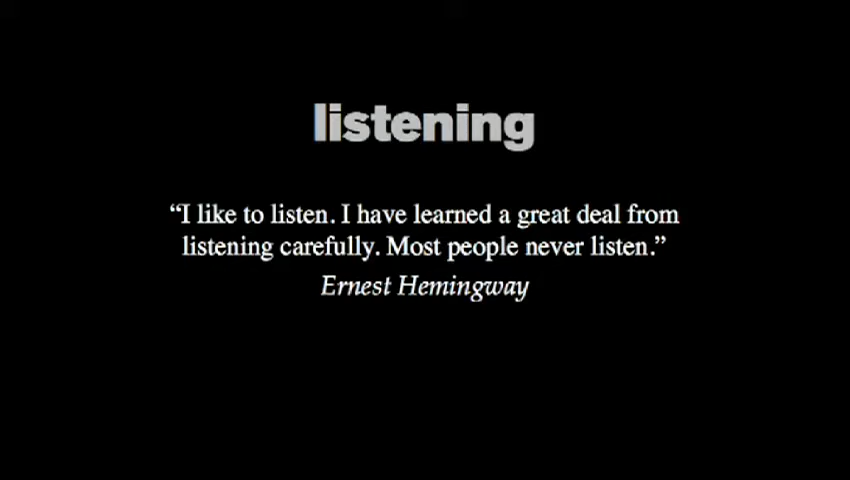 listening
“I like to listen. I have learned a great deal from
listening carefully. Most people never listen.”
Ernest Hemingway